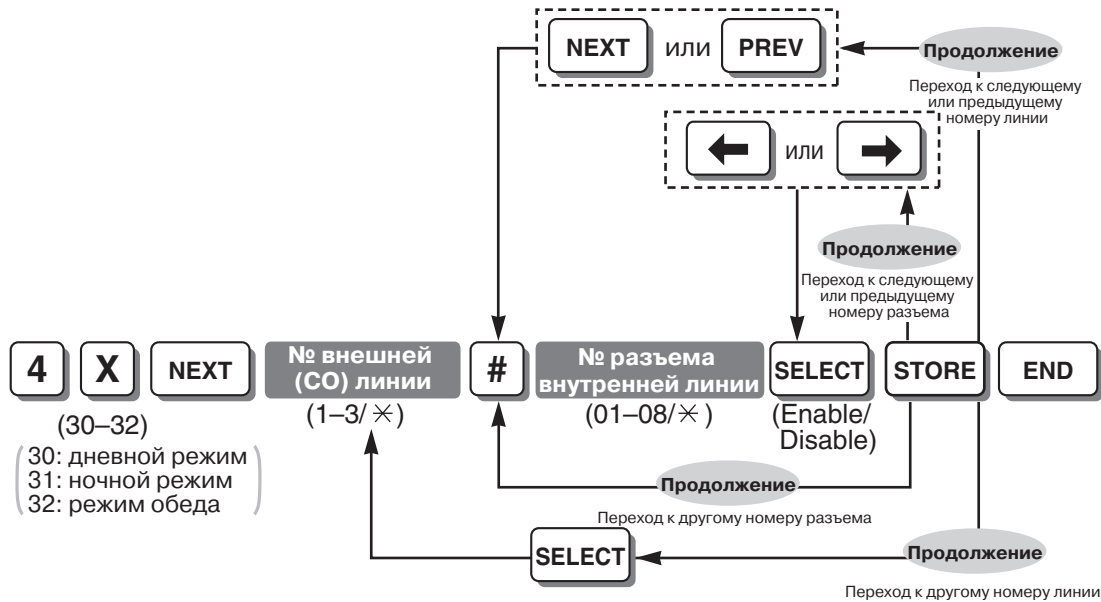 NEXT или PREV
Продолжение
Переход к следующему
или предыдущему
номеру линии
🡸 или 🡺
Продолжение
Переход к следующему
или предыдущему
номеру разъема
4 X NEXT № внешней (CO) линии # № разъема внутренней линии SELECT STORE END
(30–32)
(1–3/✳)
(01–08/✳)
(Enable/
Disable)
30: дневной режим
31: ночной режим
32: режим обеда
Продолжение
Переход к другому номеру разъема
SELECT
Продолжение
Переход к другому номеру линии